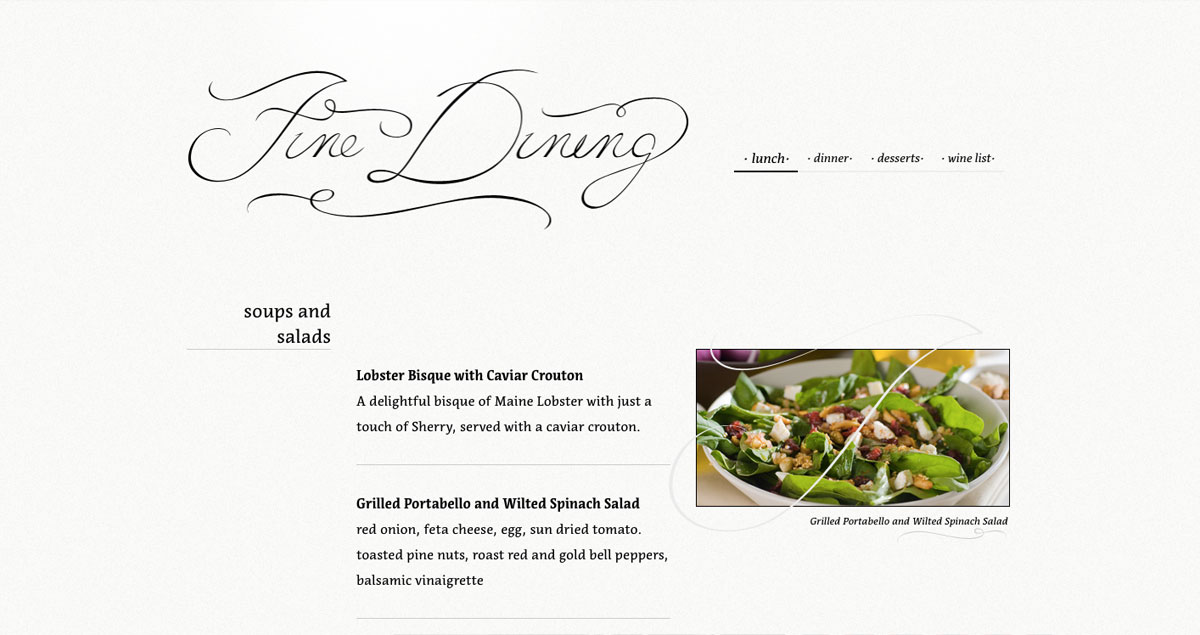 Fine Dining
· lunch· · dinner· · desserts· · wine list·
soups and
salads
Lobster Bisque with Caviar Crouton
A delightful bisque of Maine Lobster with just a
touch of Sherry, served with a caviar crouton.
Grilled Portabello and Wilted Spinach Salad
red onion, feta cheese, egg, sun dried tomato.
toasted pine nuts, roast red and gold bell peppers,
balsamic vinaigrette
Grilled Portabello and Wilted Spinach Salad